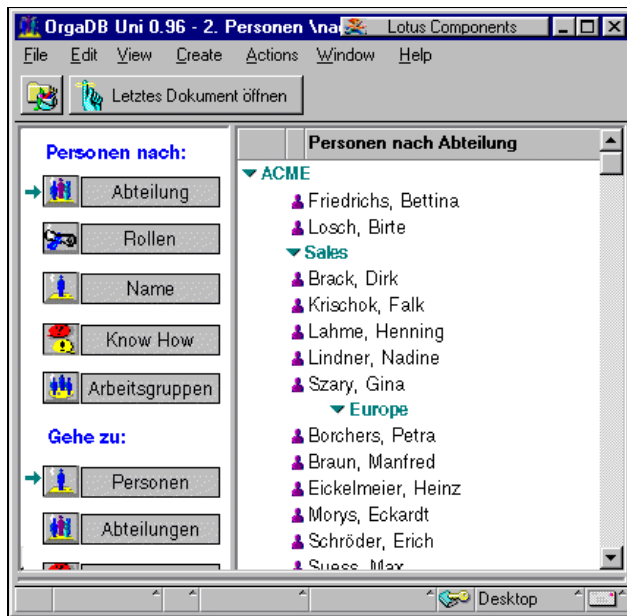 OrgaDB Uni 0.96 - 2. Personen \na
Lotus Components
File Edit View Create Actions Window Help
Letztes Dokument öffnen
Personen nach:
Abteilung
Rollen
Name
Know How
Arbeitsgruppen
Gehe zu:
Personen
Abteilungen
Personen nach Abteilung
ACME
Friedrichs, Bettina
Losch, Birte
Sales
Brack, Dirk
Krischok, Falk
Lahme, Henning
Lindner, Nadine
Szary, Gina
Europe
Borchers, Petra
Braun, Manfred
Eickelmeier, Heinz
Morys, Eckardt
Schröder, Erich
Suess, Max
Desktop